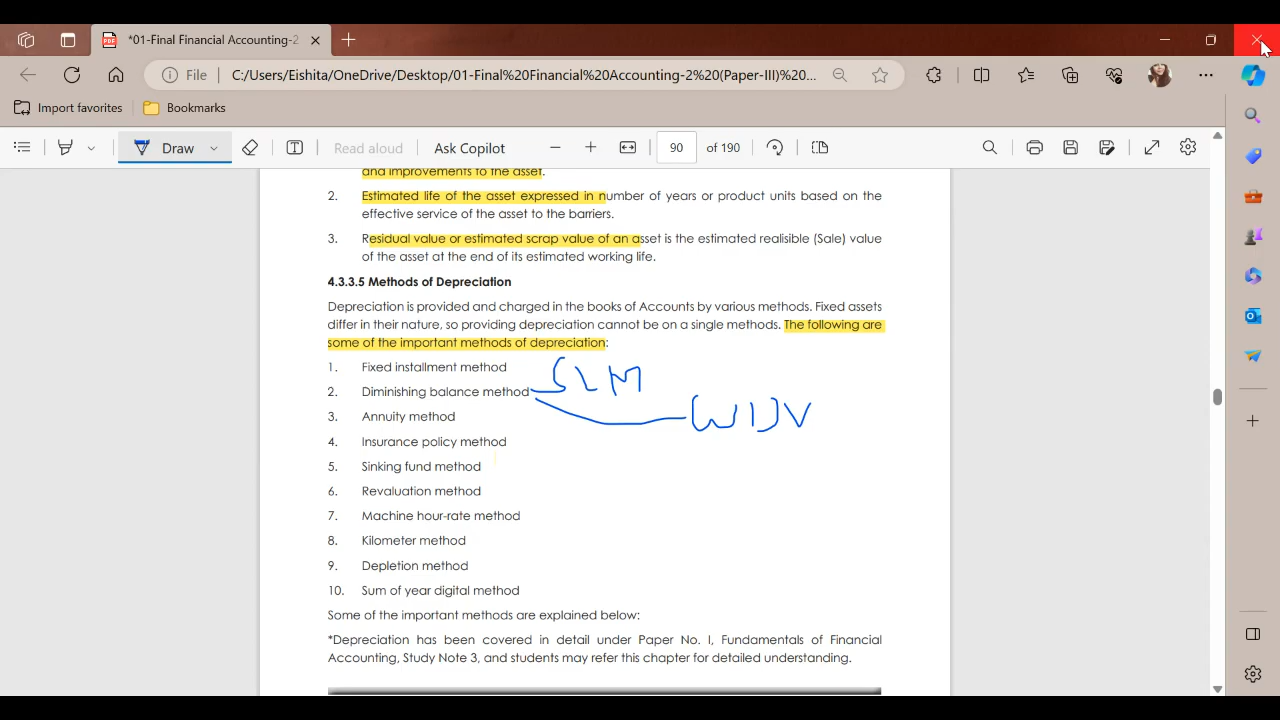 *01-Final Financial Accounting-2
File C:/Users/Eishita/OneDrive/Desktop/01-Final%20Financial%20Accounting-2%20(Paper-III)%20...
Import favorites Bookmarks
Draw Read aloud Ask Copilot 90 of 190
and improvements to the asset.
2. Estimated life of the asset expressed in number of years or product units based on the
effective service of the asset to the barriers.
3. Residual value or estimated scrap value of an asset is the estimated realisible (Sale) value
of the asset at the end of its estimated working life.
4.3.3.5 Methods of Depreciation
Depreciation is provided and charged in the books of Accounts by various methods. Fixed assets
differ in their nature, so providing depreciation cannot be on a single methods. The following are
some of the important methods of depreciation:
1. Fixed installment method
2. Diminishing balance method SLM
3. Annuity method WDV
4. Insurance policy method
5. Sinking fund method
6. Revaluation method
7. Machine hour-rate method
8. Kilometer method
9. Depletion method
10. Sum of year digital method
Some of the important methods are explained below:
*Depreciation has been covered in detail under Paper No. I, Fundamentals of Financial
Accounting, Study Note 3, and students may refer this chapter for detailed understanding.